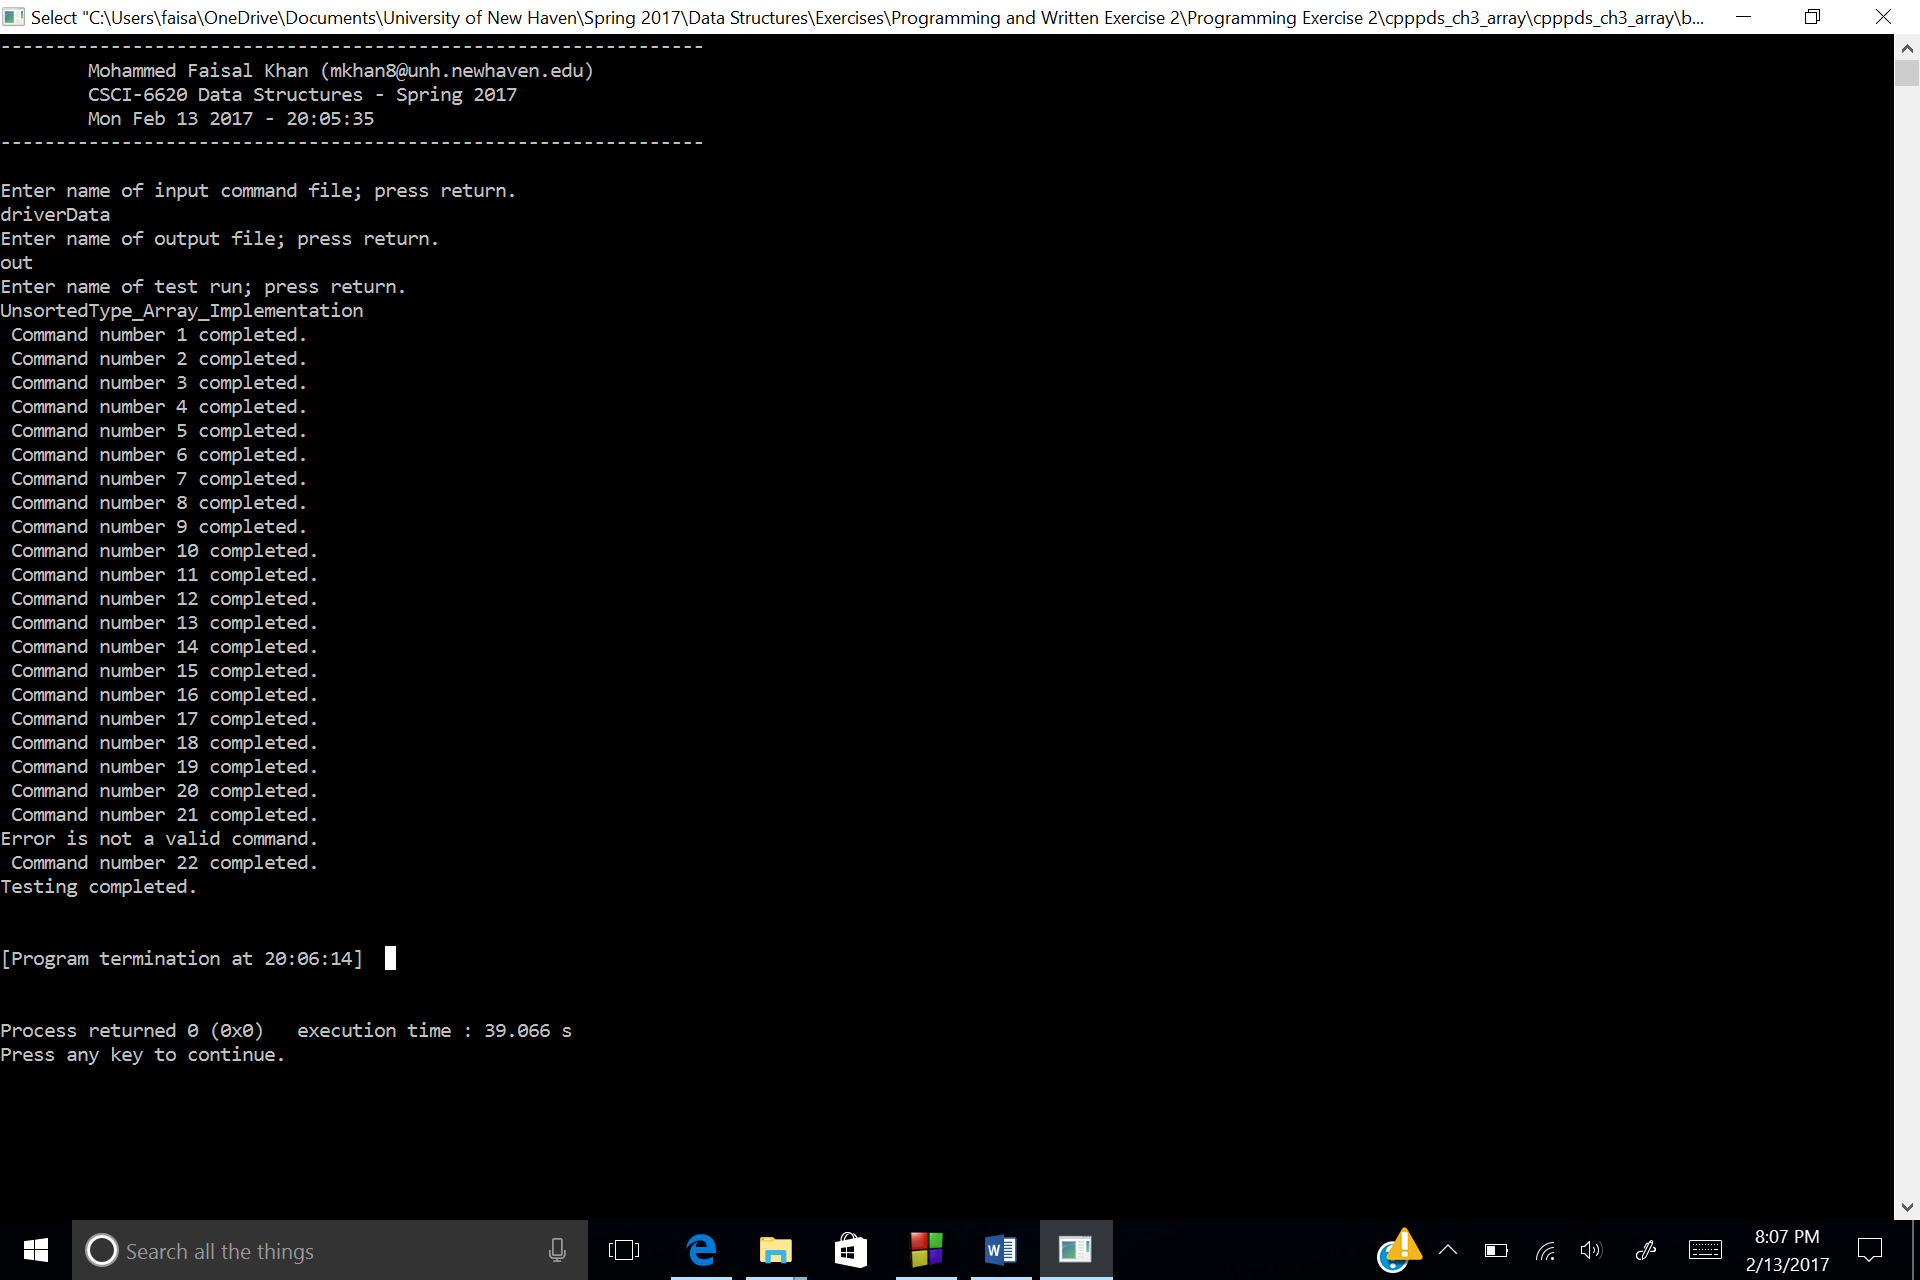 Select "C:\Users\faisa\OneDrive\Documents\University of New Haven\Spring 2017\Data Structures\Exercises\Programming and Written Exercise 2\Programming Exercise 2\cpppds_ch3_array\cpppds_ch3_array\b...
----------------------------------------------------------------
Mohammed Faisal Khan (mkhan8@unh.newhaven.edu)
CSCI-6620 Data Structures - Spring 2017
Mon Feb 13 2017 - 20:05:35
----------------------------------------------------------------
Enter name of input command file; press return.
driverData
Enter name of output file; press return.
out
Enter name of test run; press return.
UnsortedType_Array_Implementation
Command number 1 completed.
Command number 2 completed.
Command number 3 completed.
Command number 4 completed.
Command number 5 completed.
Command number 6 completed.
Command number 7 completed.
Command number 8 completed.
Command number 9 completed.
Command number 10 completed.
Command number 11 completed.
Command number 12 completed.
Command number 13 completed.
Command number 14 completed.
Command number 15 completed.
Command number 16 completed.
Command number 17 completed.
Command number 18 completed.
Command number 19 completed.
Command number 20 completed.
Command number 21 completed.
Error is not a valid command.
Command number 22 completed.
Testing completed.
[Program termination at 20:06:14]
Process returned 0 (0x0)   execution time : 39.066 s
Press any key to continue.
Search all the things
8:07 PM
2/13/2017